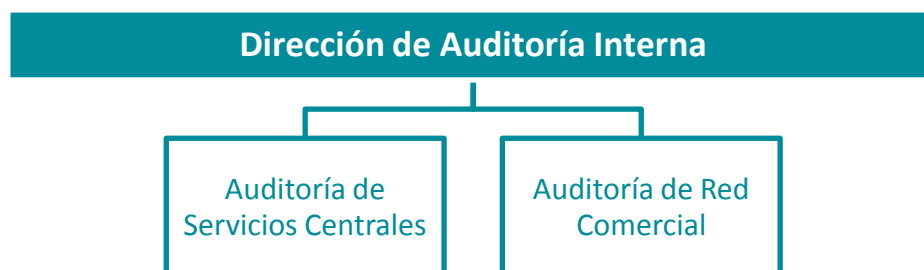 Dirección de Auditoría Interna
Auditoría de
Servicios Centrales
Auditoría de Red
Comercial